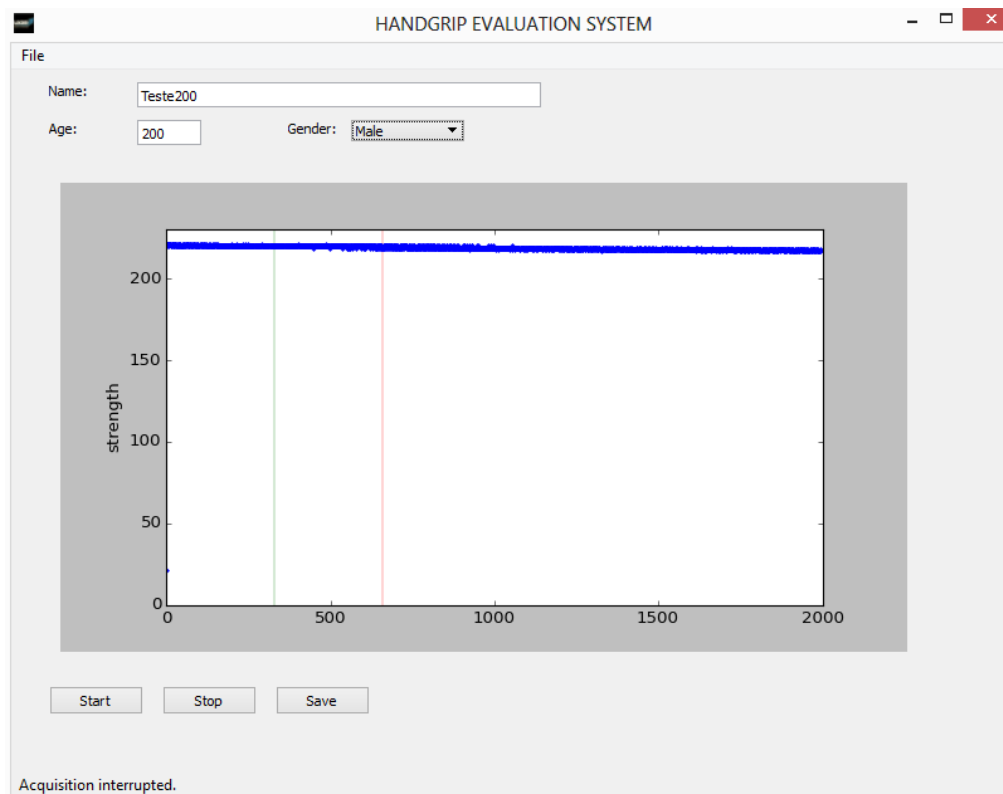 HANDGRIP EVALUATION SYSTEM
File
Name: Teste200
Age: 200 Gender: Male
200
150
100
50
0
strength
0 500 1000 1500 2000
Start Stop Save
Acquisition interrupted.